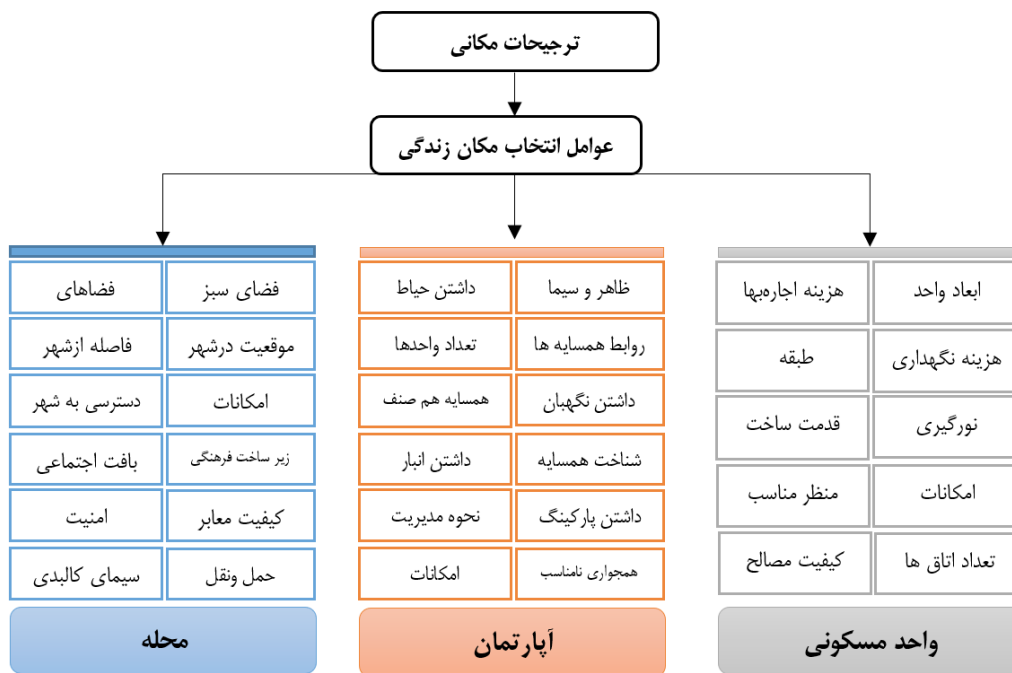 ترجیحات مکانی
عوامل انتخاب مکان زندگی
ابعاد واحد
هزینه اجاره‌بها
هزینه نگهداری
طبقه
نورگیری
قدمت ساخت
امکانات
منظر مناسب
تعداد اتاق ها
کیفیت مصالح
واحد مسکونی
ظاهر و سیما
داشتن حیاط
روابط همسایه ها
تعداد واحدها
داشتن نگهبان
همسایه هم صنف
شناخت همسایه
داشتن انبار
داشتن پارکینگ
نحوه مدیریت
همجواری نامناسب
امکانات
آپارتمان
فضای سبز
فضاهای
موقعیت درشهر
فاصله ازشهر
امکانات
دسترسی به شهر
زیر ساخت فرهنگی
بافت اجتماعی
کیفیت معابر
امنیت
حمل ونقل
سیمای کالبدی
محله